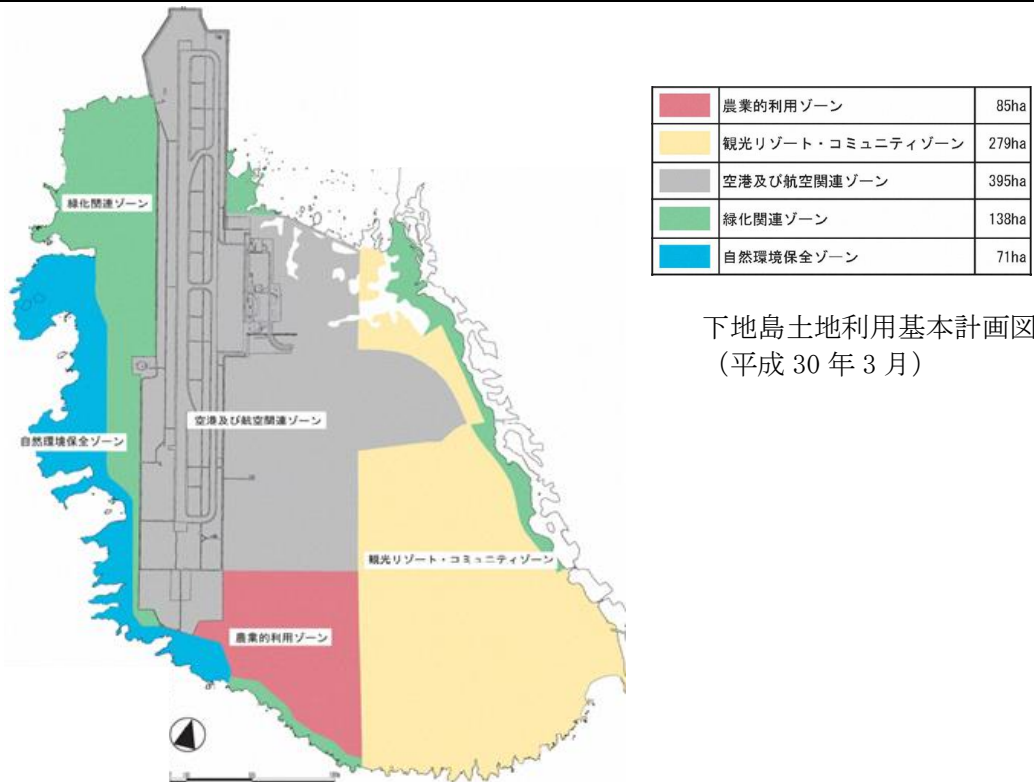 緑化関連ゾーン
空港及び航空関連ゾーン
自然環境保全ゾーン
観光リゾート・コミュニティゾーン
農業的利用ゾーン
農業的利用ゾーン 85ha
観光リゾート・コミュニティゾーン 279ha
空港及び航空関連ゾーン 395ha
緑化関連ゾーン 138ha
自然環境保全ゾーン 71ha
下地島土地利用基本計画図
（平成 30 年 3 月）